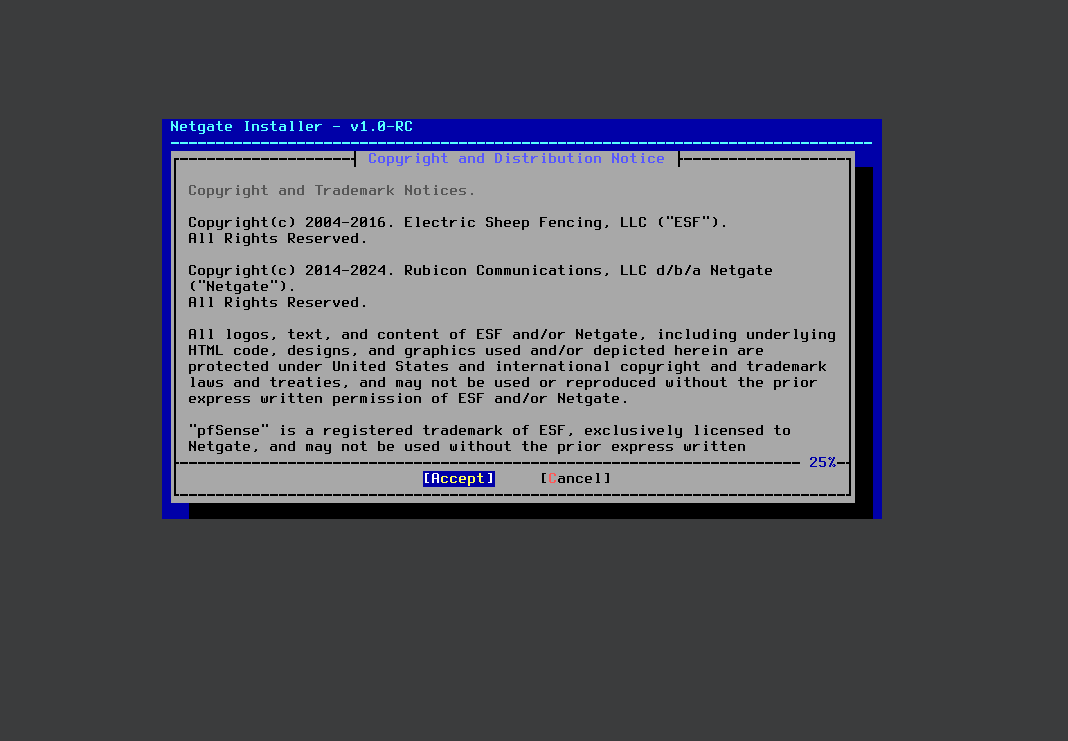 Netgate Installer - v1.0-RC
Copyright and Distribution Notice
Copyright and Trademark Notices.
Copyright(c) 2004-2016. Electric Sheep Fencing, LLC ("ESF").
All Rights Reserved.
Copyright(c) 2014-2024. Rubicon Communications, LLC d/b/a Netgate
("Netgate").
All Rights Reserved.
All logos, text, and content of ESF and/or Netgate, including underlying
HTML code, designs, and graphics used and/or depicted herein are
protected under United States and international copyright and trademark
laws and treaties, and may not be used or reproduced without the prior
express written permission of ESF and/or Netgate.
"pfSense" is a registered trademark of ESF, exclusively licensed to
Netgate, and may not be used without the prior express written
25%
[Accept] [Cancel]